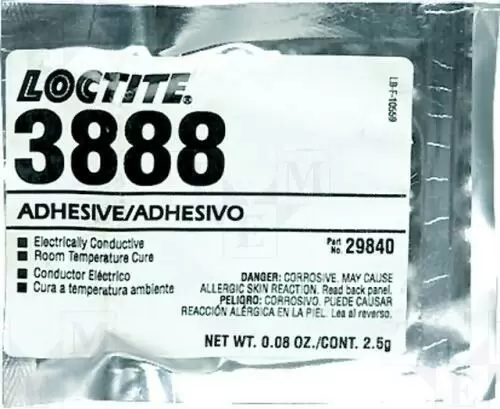 LOCTITE®
3888
ADHESIVE/ADHESIVO
Electrically Conductive
Room Temperature Cure
Conductor Eléctrico
Cura a temperatura ambiente
Part No. 29840
DANGER: CORROSIVE. MAY CAUSE
ALLERGIC SKIN REACTION. Read back panel.
PELIGRO: CORROSIVO. PUEDE CAUSAR
REACCIÓN ALÉRGICA EN LA PIEL. Lea al reverso.
NET WT. 0.08 OZ./CONT. 2.5g
LB-F-10569
M
E